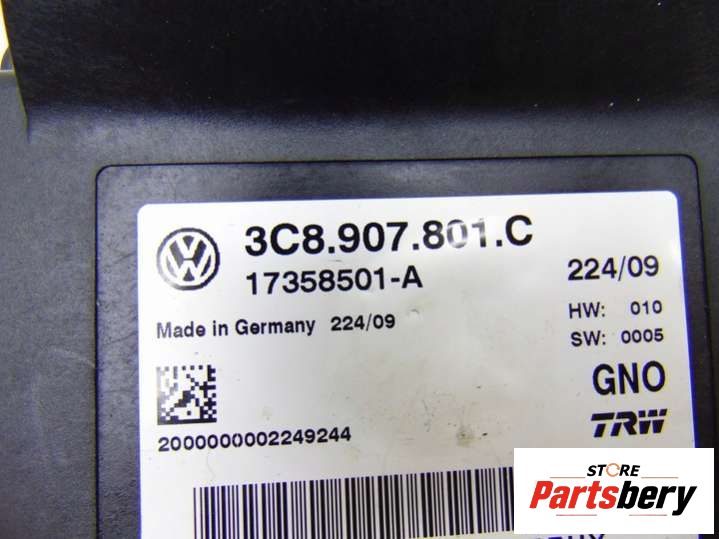 3C8.907.801.C
17358501-A
224/09
Made in Germany 224/09
HW: 010
SW: 0005
GNO
2000000002249244
TRW
STORE
Partsbery